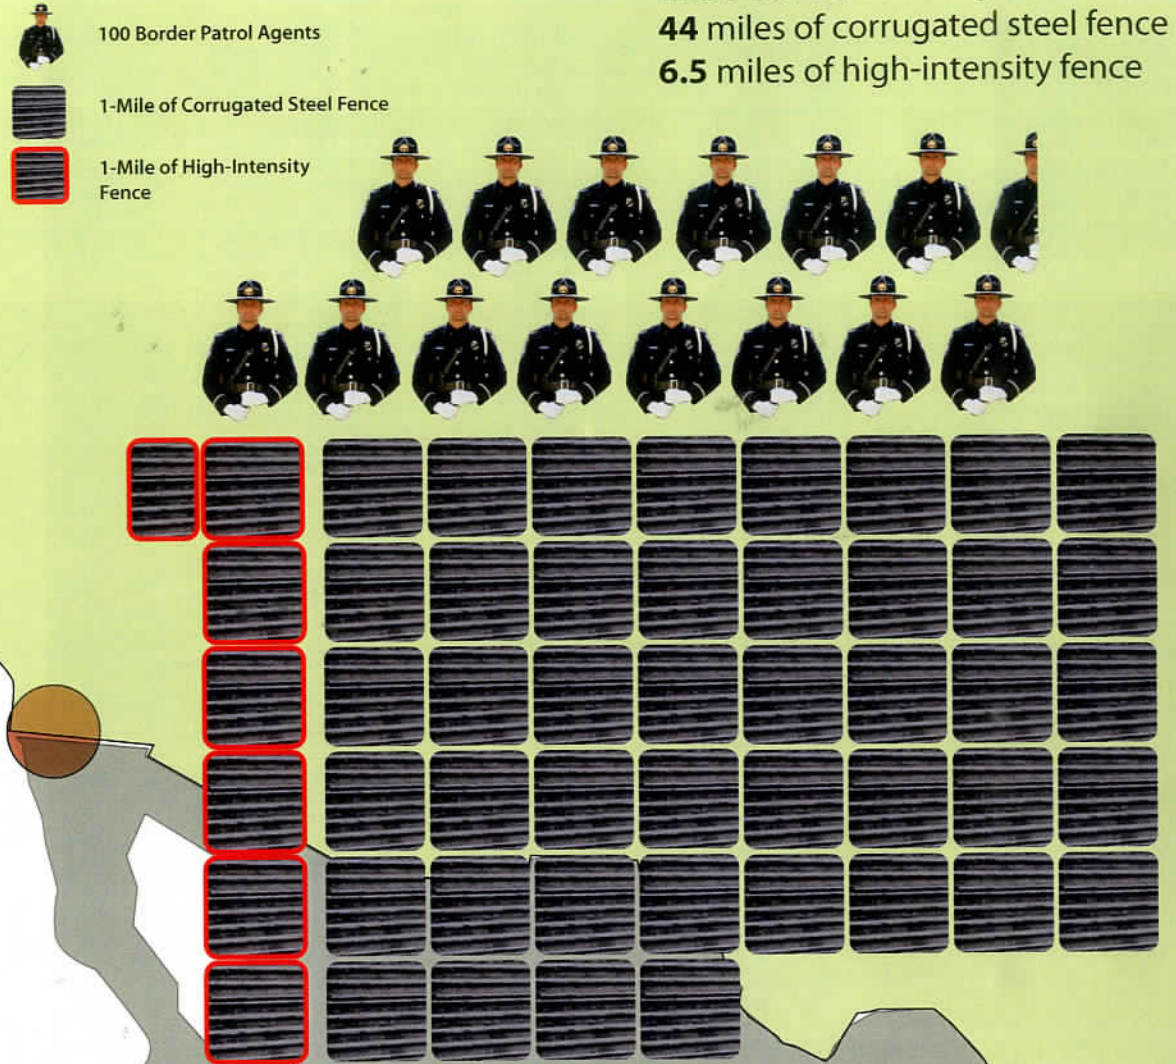 100 Border Patrol Agents
1-Mile of Corrugated Steel Fence
1-Mile of High-Intensity
Fence
44 miles of corrugated steel fence
6.5 miles of high-intensity fence